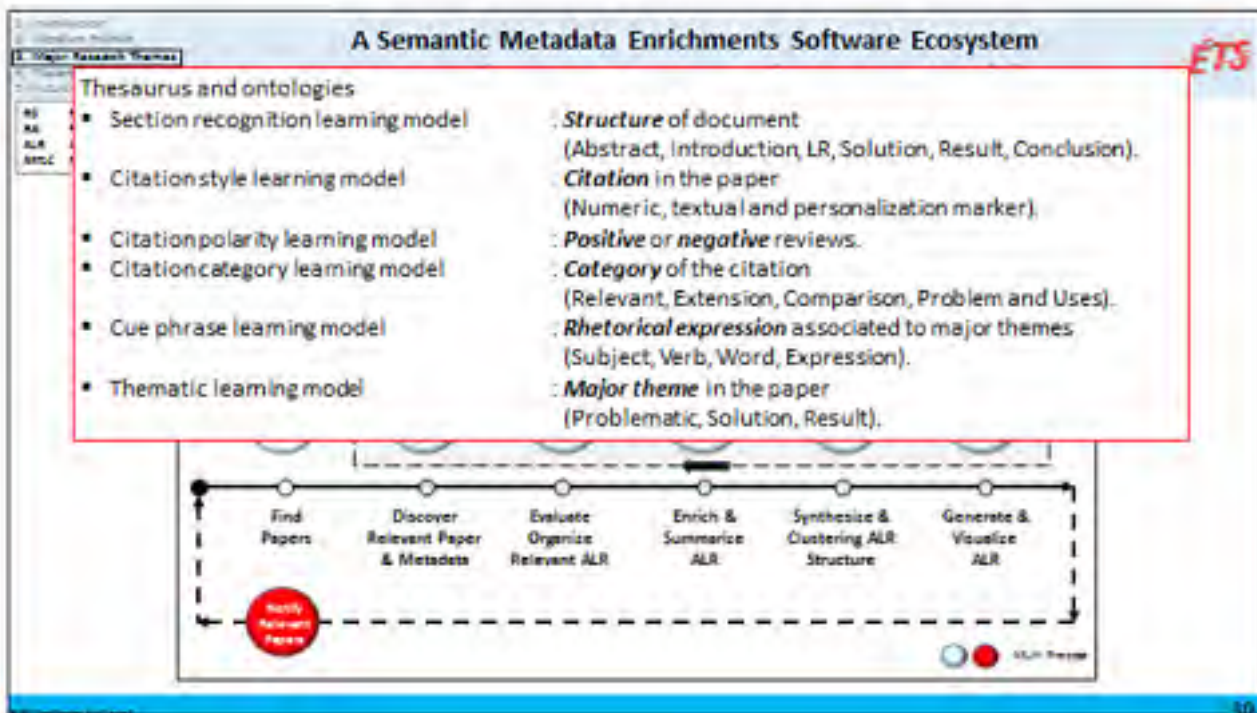 A Semantic Metadata Enrichments Software Ecosystem
ÉTS
3. Major Research Themes
Thesaurus and ontologies
▪ Section recognition learning model : Structure of document
(Abstract, Introduction, LR, Solution, Result, Conclusion).
▪ Citation style learning model : Citation in the paper
(Numeric, textual and personalization marker).
▪ Citation polarity learning model : Positive or negative reviews.
▪ Citation category learning model : Category of the citation
(Relevant, Extension, Comparison, Problem and Uses).
▪ Cue phrase learning model : Rhetorical expression associated to major themes
(Subject, Verb, Word, Expression).
▪ Thematic learning model : Major theme in the paper
(Problematic, Solution, Result).
Find
Papers
Discover
Relevant Paper
& Metadata
Evaluate
Organize
Relevant ALR
Enrich &
Summarize
ALR
Synthesize &
Clustering ALR
Structure
Generate &
Visualize
ALR
Notify
Relevant
Papers